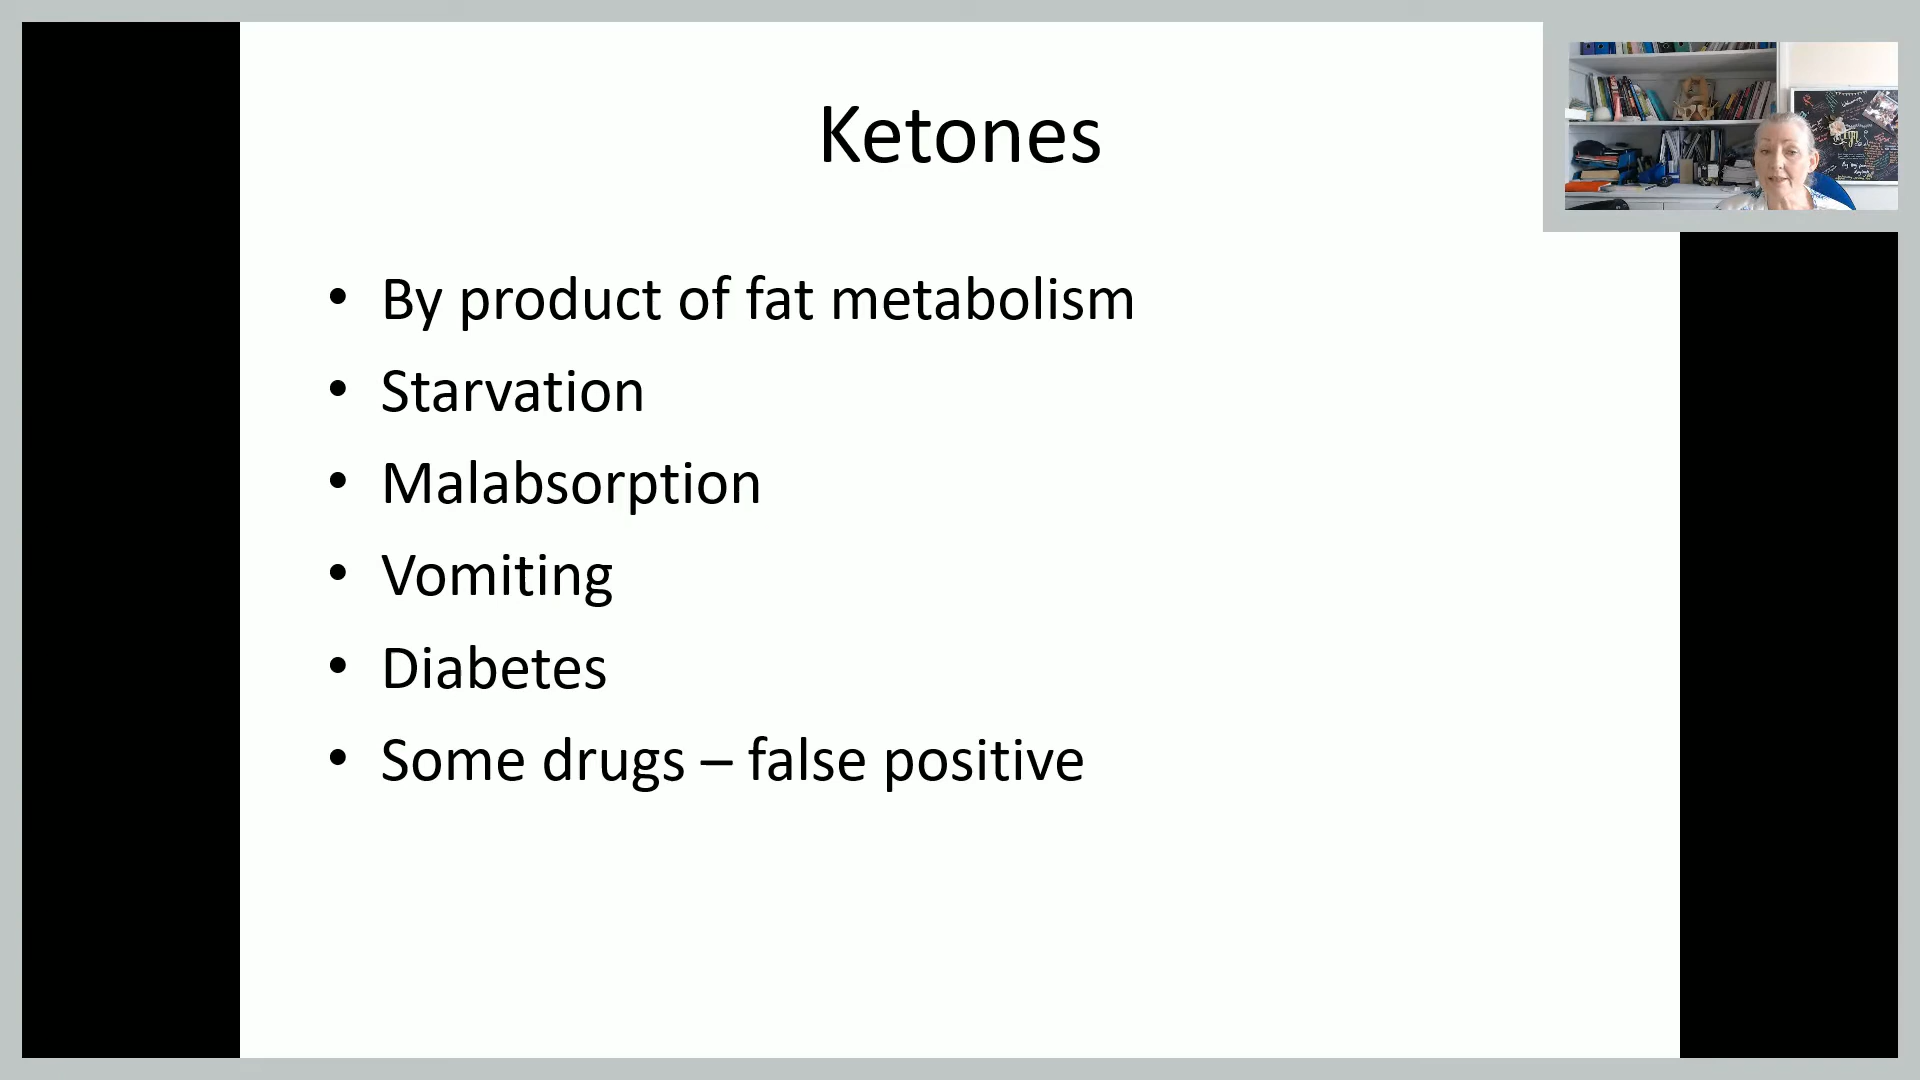 Ketones
• By product of fat metabolism
• Starvation
• Malabsorption
• Vomiting
• Diabetes
• Some drugs – false positive